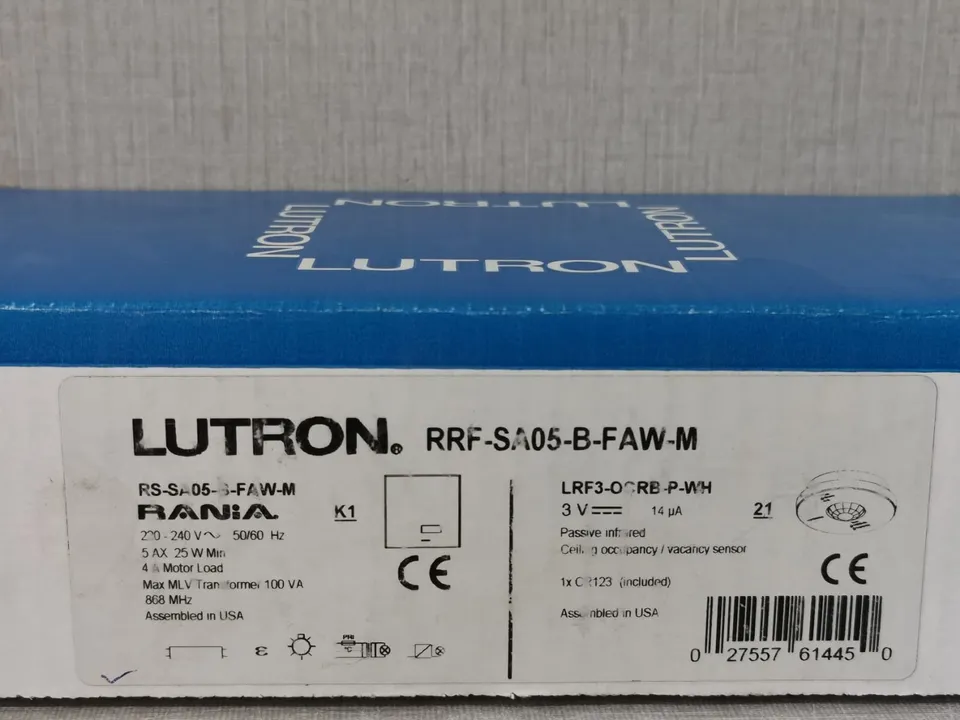 LUTRON
LUTRON
LUTRON
LUTRON
LUTRON® RRF-SA05-B-FAW-M
RS-SA05-B-FAW-M
RANIA
K1
220 - 240 V~ 50/60 Hz
5 AX 25 W Min
4 A Motor Load
Max MLV Transformer 100 VA
868 MHz
Assembled in USA
CE
ε
LRF3-OCRB-P-WH
3 V 14 µA
21
Passive infrared
Ceiling occupancy / vacancy sensor
1x CR123 (included)
Assembled in USA
CE
0 27557 61445 0